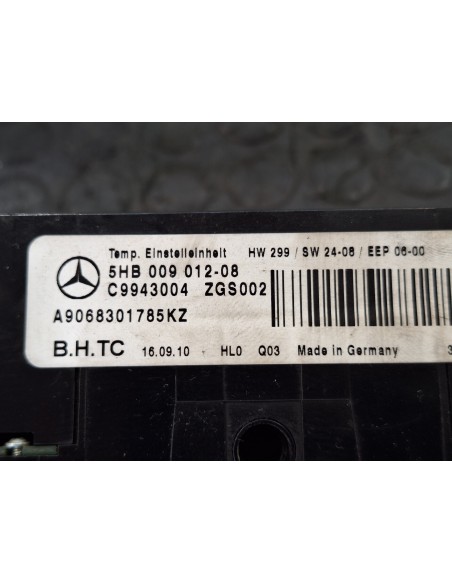 Temp. Einstelleinheit HW 299 / SW 24-08 / EEP 06-00
5HB 009 012-08
C9943004 ZGS002
A9068301785KZ
B.H.TC 16.09.10 - HL0 Q03 Made in Germany 3